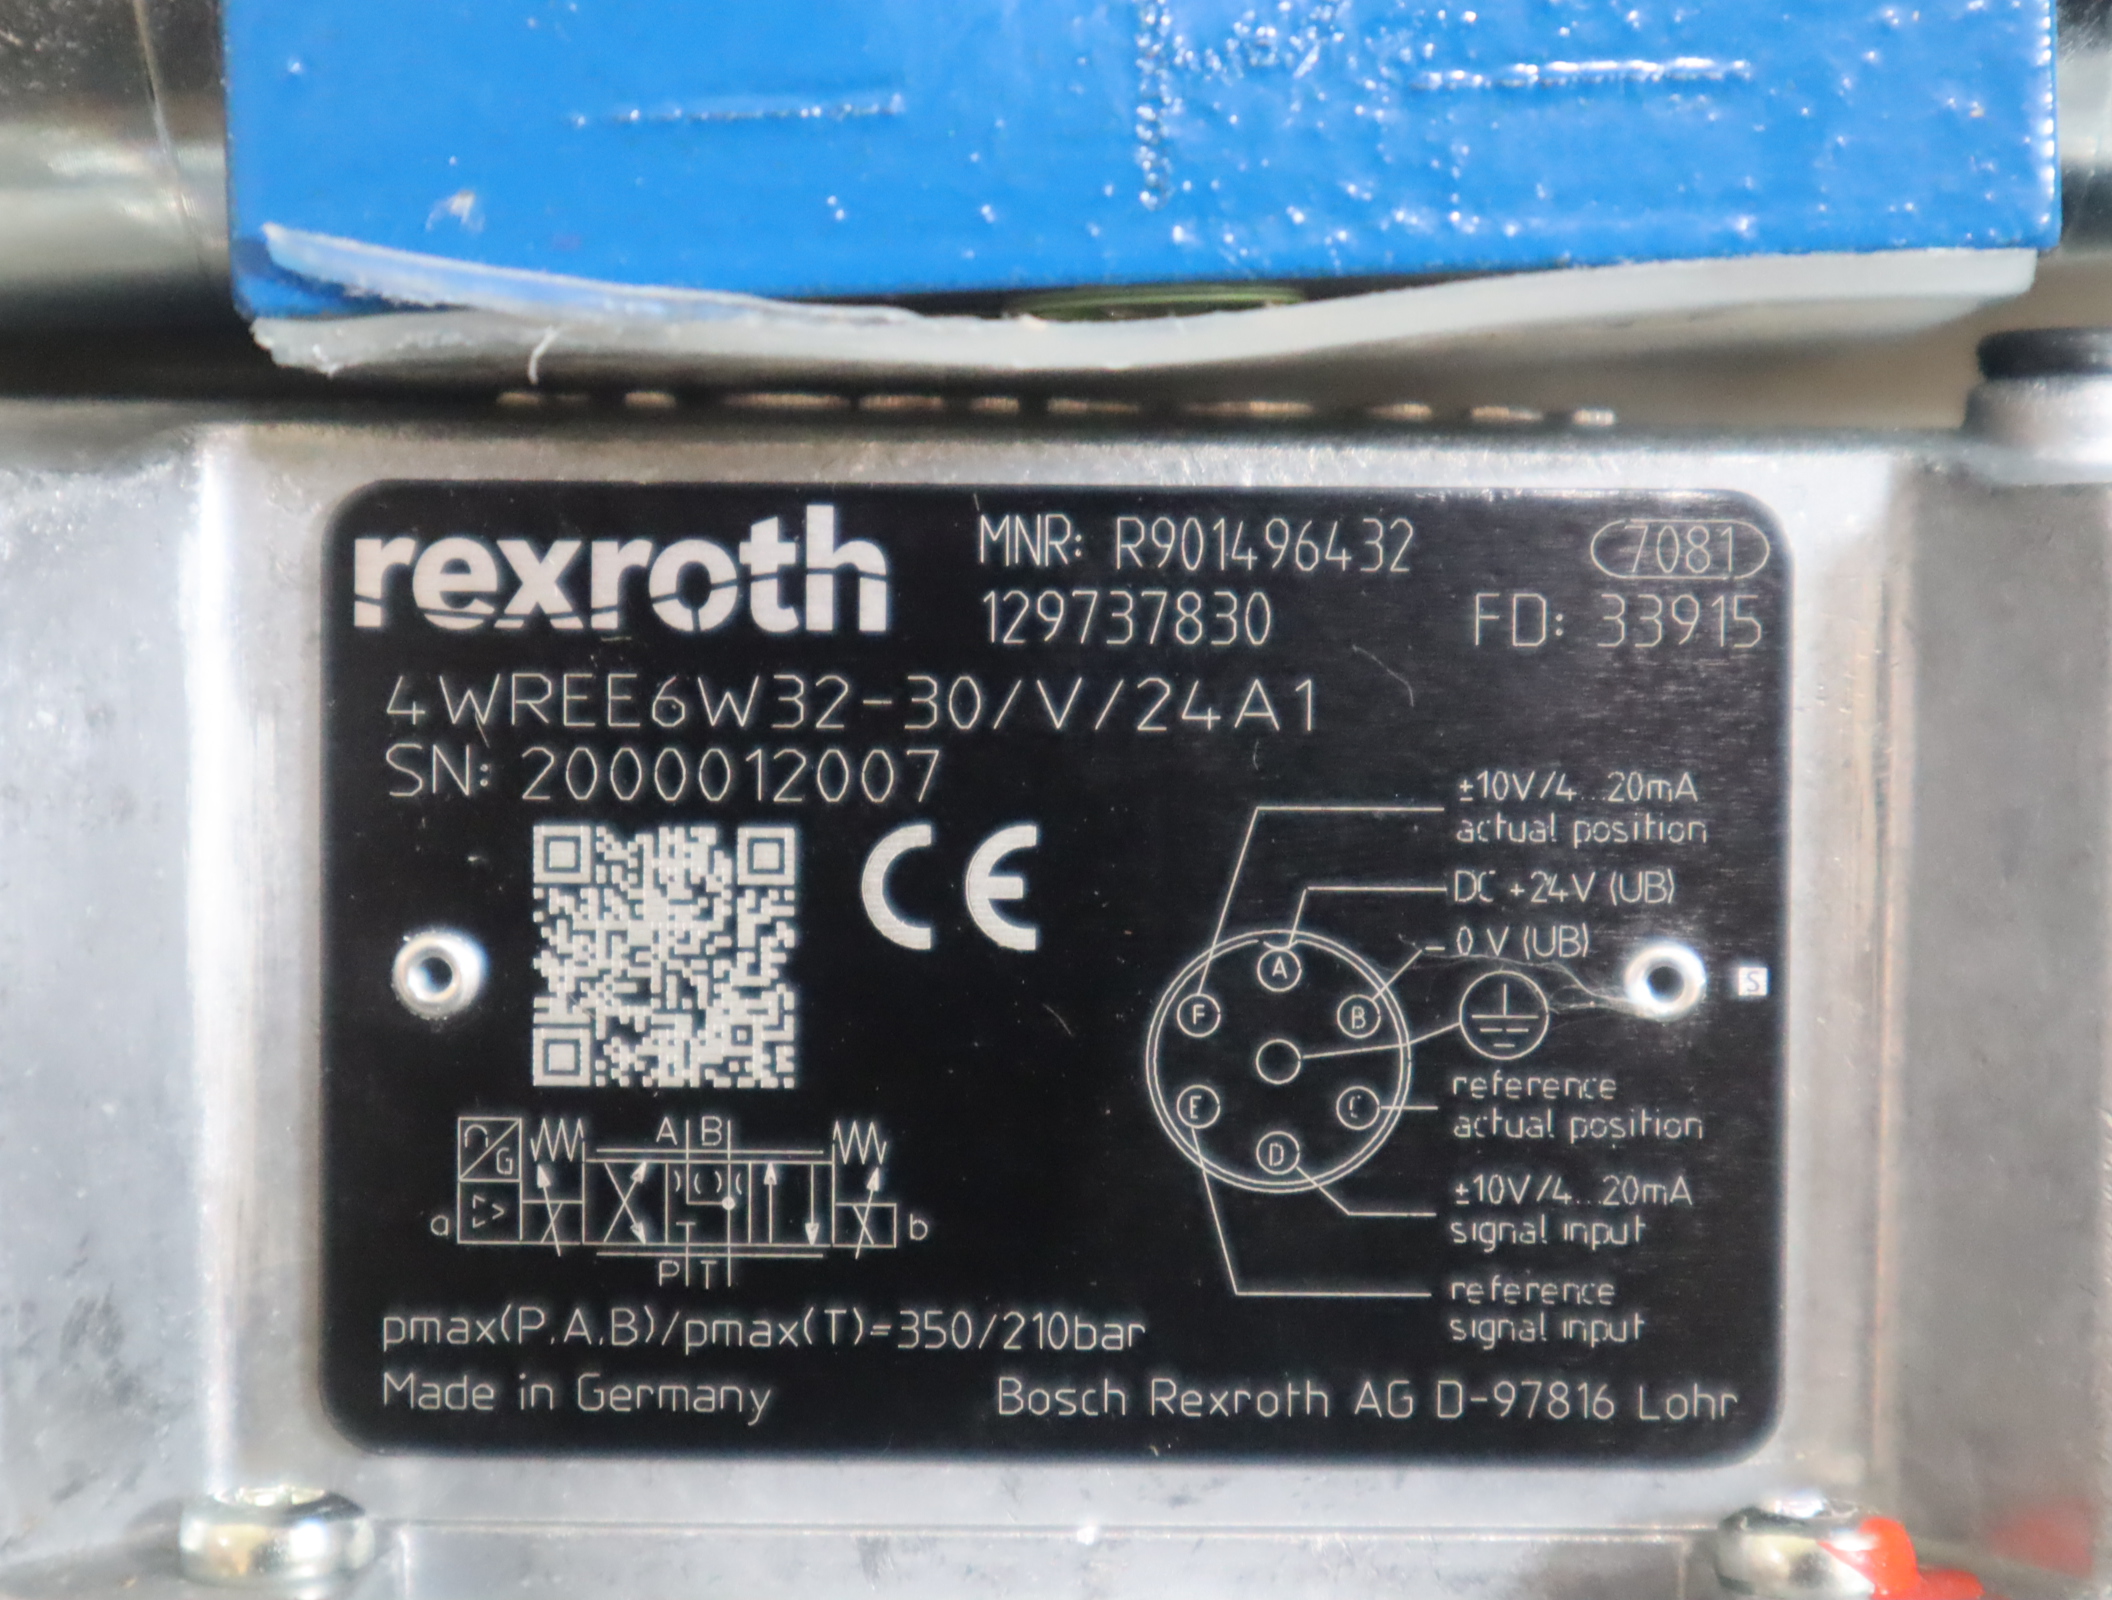 rexroth
MNR: R901496432
7081
129737830
FD: 33915
4WREE6W32-30/V/24A1
SN: 2000012007
CE
±10V/4...20mA
actual position
DC +24V (UB)
- 0 V (UB)
A
F
B
S
E
C
D
reference
actual position
±10V/4...20mA
signal input
reference
signal input
A B
G
a
T
b
P T
pmax(P,A,B)/pmax(T)=350/210bar
Made in Germany
Bosch Rexroth AG D-97816 Lohr